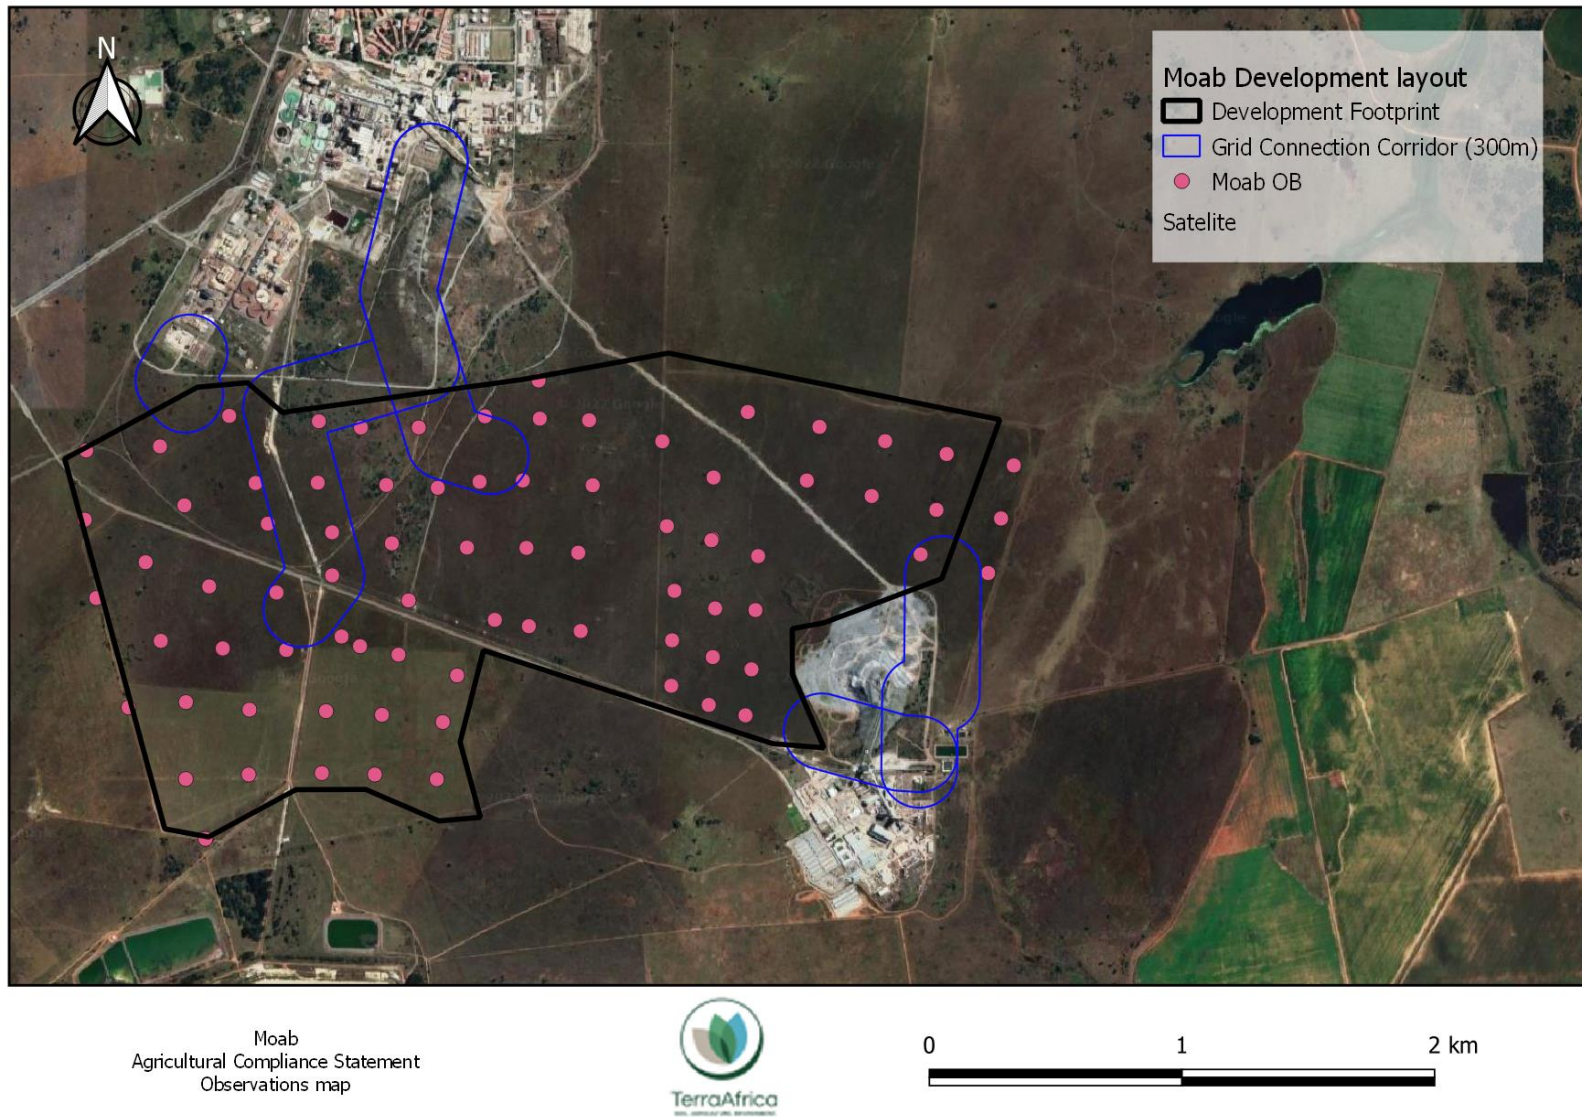 N
Moab Development layout
Development Footprint
Grid Connection Corridor (300m)
Moab OB
Satelite
Moab
Agricultural Compliance Statement
Observations map
TerraAfrica
0 1 2 km